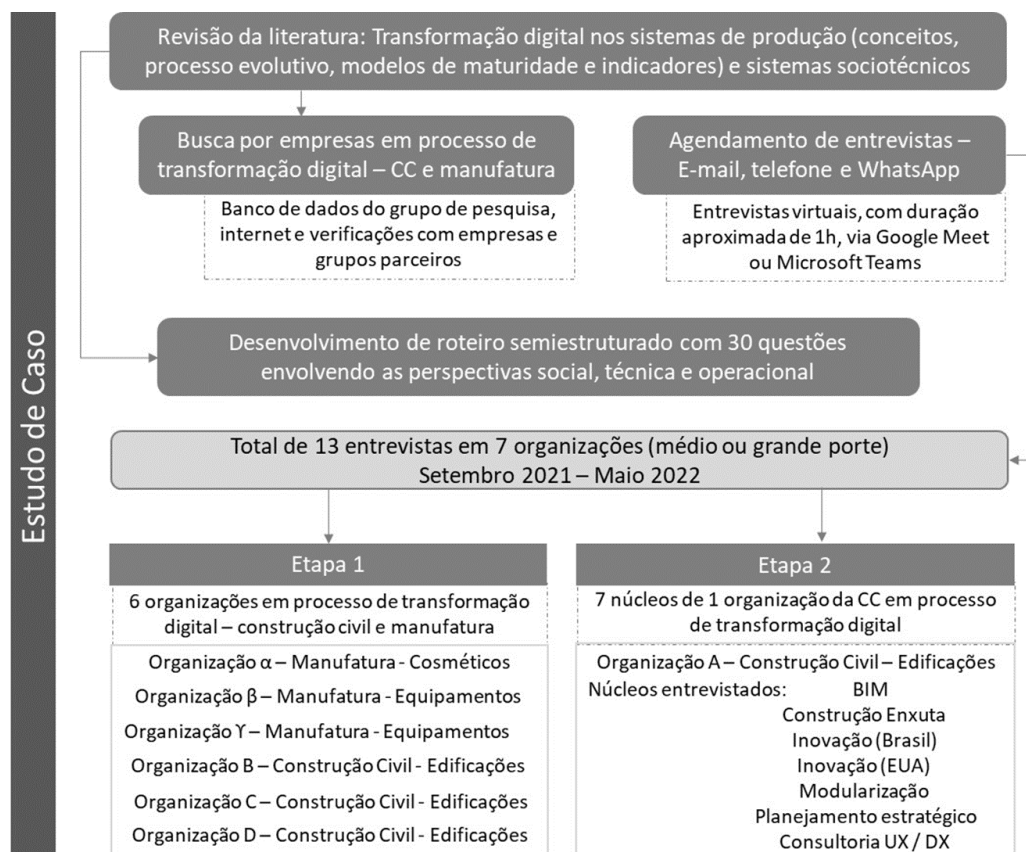 Estudo de Caso
Revisão da literatura: Transformação digital nos sistemas de produção (conceitos,
processo evolutivo, modelos de maturidade e indicadores) e sistemas sociotécnicos
Busca por empresas em processo de
transformação digital – CC e manufatura
Banco de dados do grupo de pesquisa,
internet e verificações com empresas e
grupos parceiros
Agendamento de entrevistas –
E-mail, telefone e WhatsApp
Entrevistas virtuais, com duração
aproximada de 1h, via Google Meet
ou Microsoft Teams
Desenvolvimento de roteiro semiestruturado com 30 questões
envolvendo as perspectivas social, técnica e operacional
Total de 13 entrevistas em 7 organizações (médio ou grande porte)
Setembro 2021 – Maio 2022
Etapa 1
6 organizações em processo de transformação
digital – construção civil e manufatura
Organização α – Manufatura - Cosméticos
Organização β – Manufatura - Equipamentos
Organização ϒ – Manufatura - Equipamentos
Organização B – Construção Civil - Edificações
Organização C – Construção Civil - Edificações
Organização D – Construção Civil - Edificações
Etapa 2
7 núcleos de 1 organização da CC em processo
de transformação digital
Organização A – Construção Civil – Edificações
Núcleos entrevistados: BIM
Construção Enxuta
Inovação (Brasil)
Inovação (EUA)
Modularização
Planejamento estratégico
Consultoria UX / DX